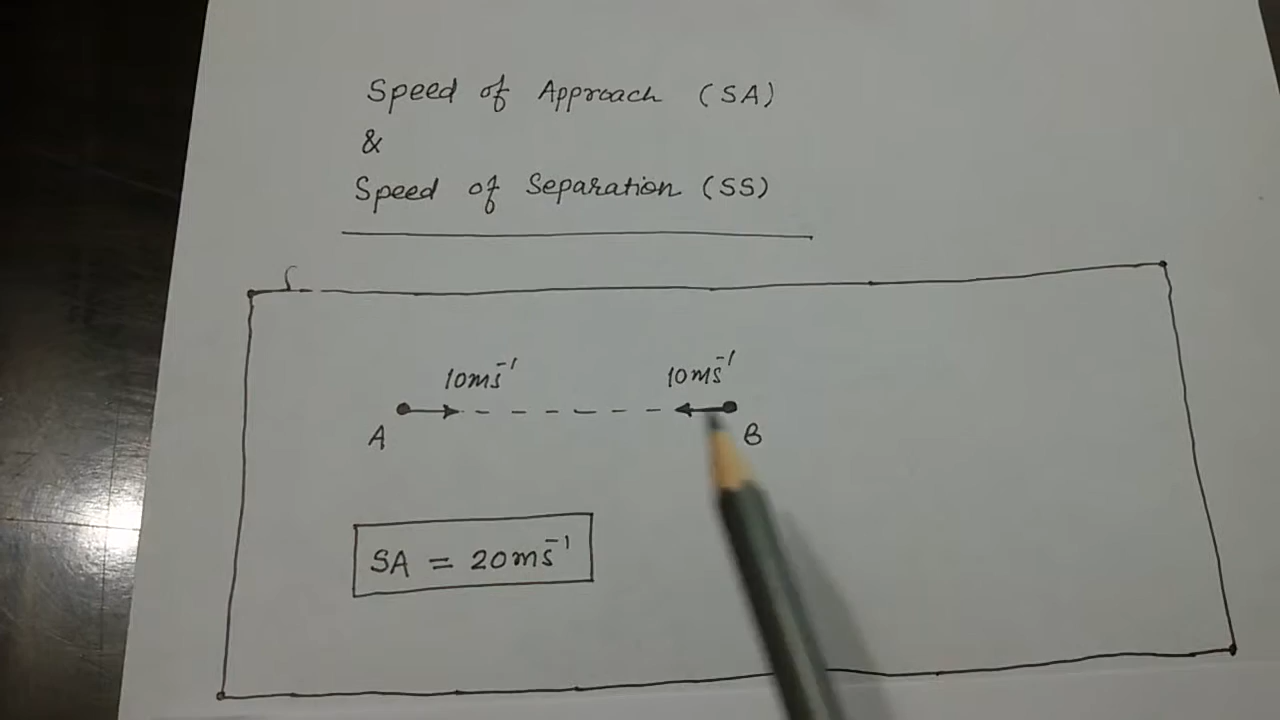 Speed of Approach (SA)
&
Speed of Separation (SS)
S
10ms⁻¹ 10ms⁻¹
A B
SA = 20ms⁻¹